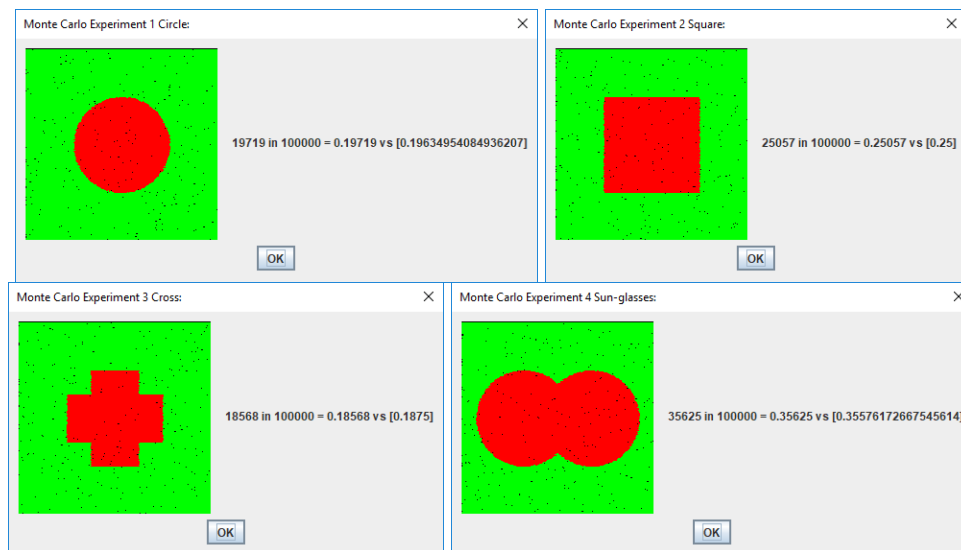 Monte Carlo Experiment 1 Circle:
19719 in 100000 = 0.19719 vs [0.19634954084936207]
OK
Monte Carlo Experiment 2 Square:
25057 in 100000 = 0.25057 vs [0.25]
OK
Monte Carlo Experiment 3 Cross:
18568 in 100000 = 0.18568 vs [0.1875]
OK
Monte Carlo Experiment 4 Sun-glasses:
35625 in 100000 = 0.35625 vs [0.35576172667545614]
OK